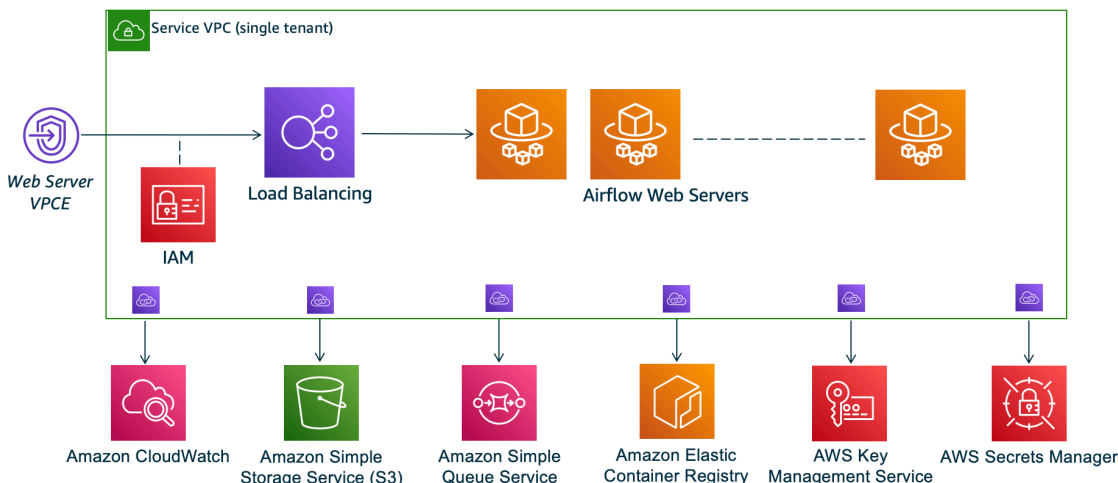 Service VPC (single tenant)
Web Server
VPCE
IAM
Load Balancing
Airflow Web Servers
Amazon CloudWatch
Amazon Simple
Storage Service (S3)
Amazon Simple
Queue Service
Amazon Elastic
Container Registry
AWS Key
Management Service
AWS Secrets Manager